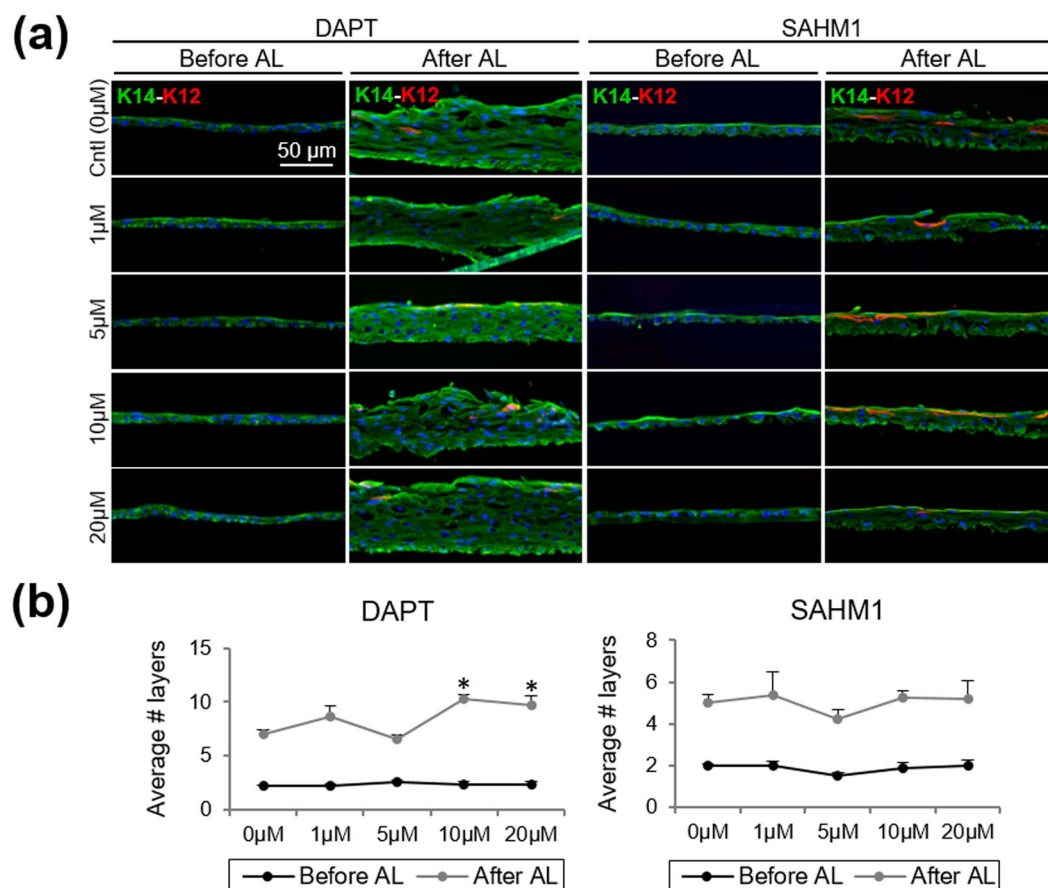 (a)
DAPT SAHM1
Before AL After AL Before AL After AL
Cntl (0µM) K14-K12 K14-K12 K14-K12 K14-K12
50 µm
1µM
5µM
10µM
20µM
(b)
DAPT
Average # layers
15
10
5
0
* *
0µM 1µM 5µM 10µM 20µM
Before AL After AL
SAHM1
Average # layers
8
6
4
2
0
0µM 1µM 5µM 10µM 20µM
Before AL After AL